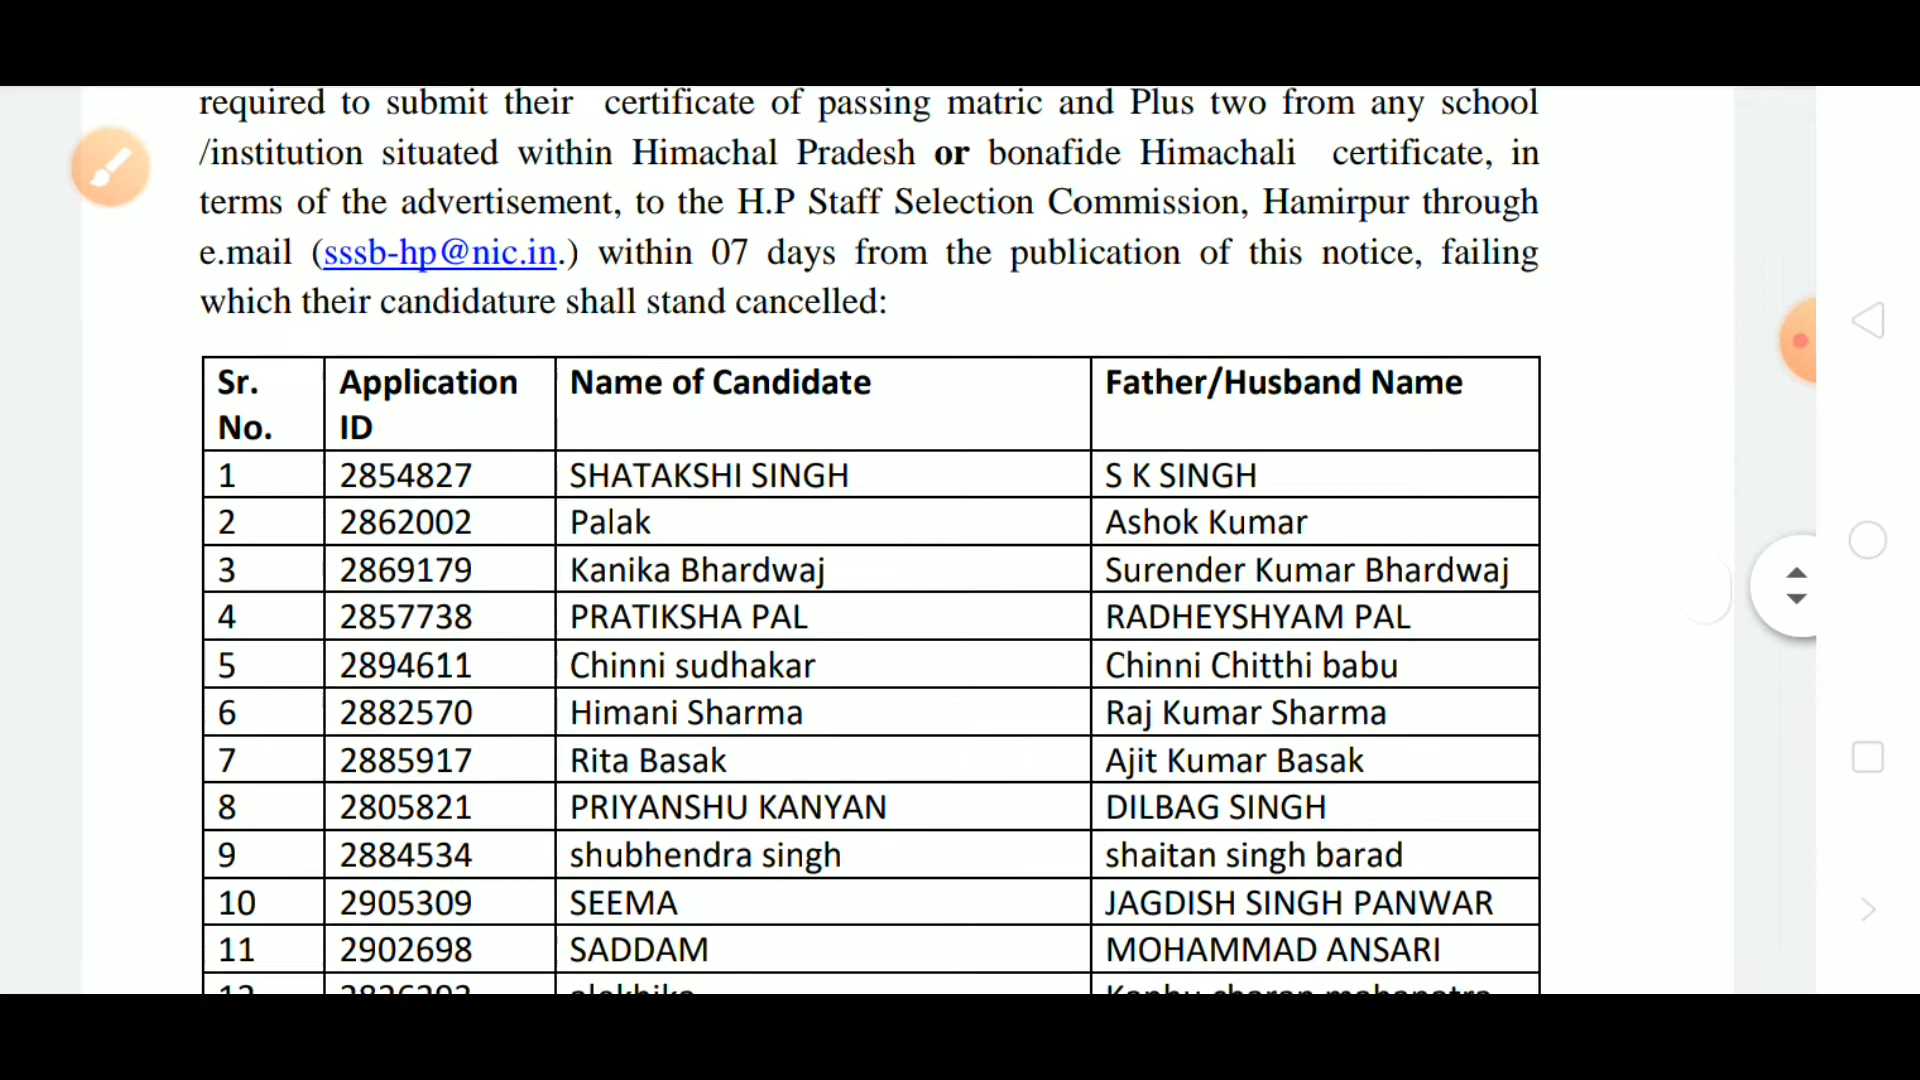 required to submit their certificate of passing matric and Plus two from any school
/institution situated within Himachal Pradesh or bonafide Himachali certificate, in
terms of the advertisement, to the H.P Staff Selection Commission, Hamirpur through
e.mail (sssb-hp@nic.in.) within 07 days from the publication of this notice, failing
which their candidature shall stand cancelled:
Sr. No. Application ID Name of Candidate Father/Husband Name
1 2854827 SHATAKSHI SINGH S K SINGH
2 2862002 Palak Ashok Kumar
3 2869179 Kanika Bhardwaj Surender Kumar Bhardwaj
4 2857738 PRATIKSHA PAL RADHEYSHYAM PAL
5 2894611 Chinni sudhakar Chinni Chitthi babu
6 2882570 Himani Sharma Raj Kumar Sharma
7 2885917 Rita Basak Ajit Kumar Basak
8 2805821 PRIYANSHU KANYAN DILBAG SINGH
9 2884534 shubhendra singh shaitan singh barad
10 2905309 SEEMA JAGDISH SINGH PANWAR
11 2902698 SADDAM MOHAMMAD ANSARI